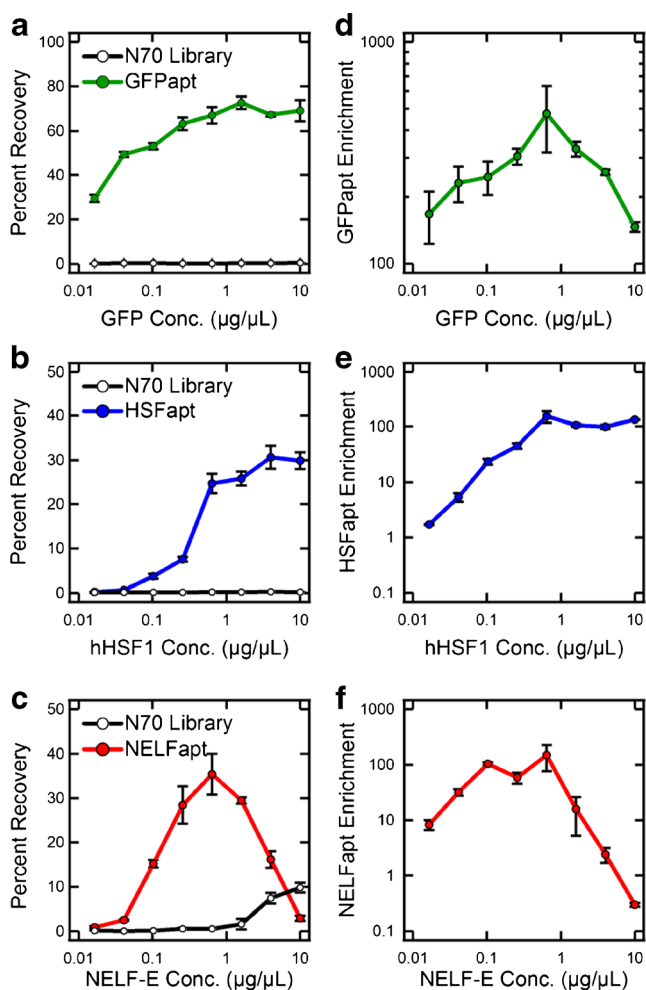 a
100
80
60
40
20
0
Percent Recovery
N70 Library
GFPapt
0.01 0.1 1 10
GFP Conc. (µg/µL)
d
1000
100
GFPapt Enrichment
0.01 0.1 1 10
GFP Conc. (µg/µL)
b
50
40
30
20
10
0
Percent Recovery
N70 Library
HSFapt
0.01 0.1 1 10
hHSF1 Conc. (µg/µL)
e
1000
100
10
1
0.1
HSFapt Enrichment
0.01 0.1 1 10
hHSF1 Conc. (µg/µL)
c
50
40
30
20
10
0
Percent Recovery
N70 Library
NELFapt
0.01 0.1 1 10
NELF-E Conc. (µg/µL)
f
1000
100
10
1
0.1
NELFapt Enrichment
0.01 0.1 1 10
NELF-E Conc. (µg/µL)